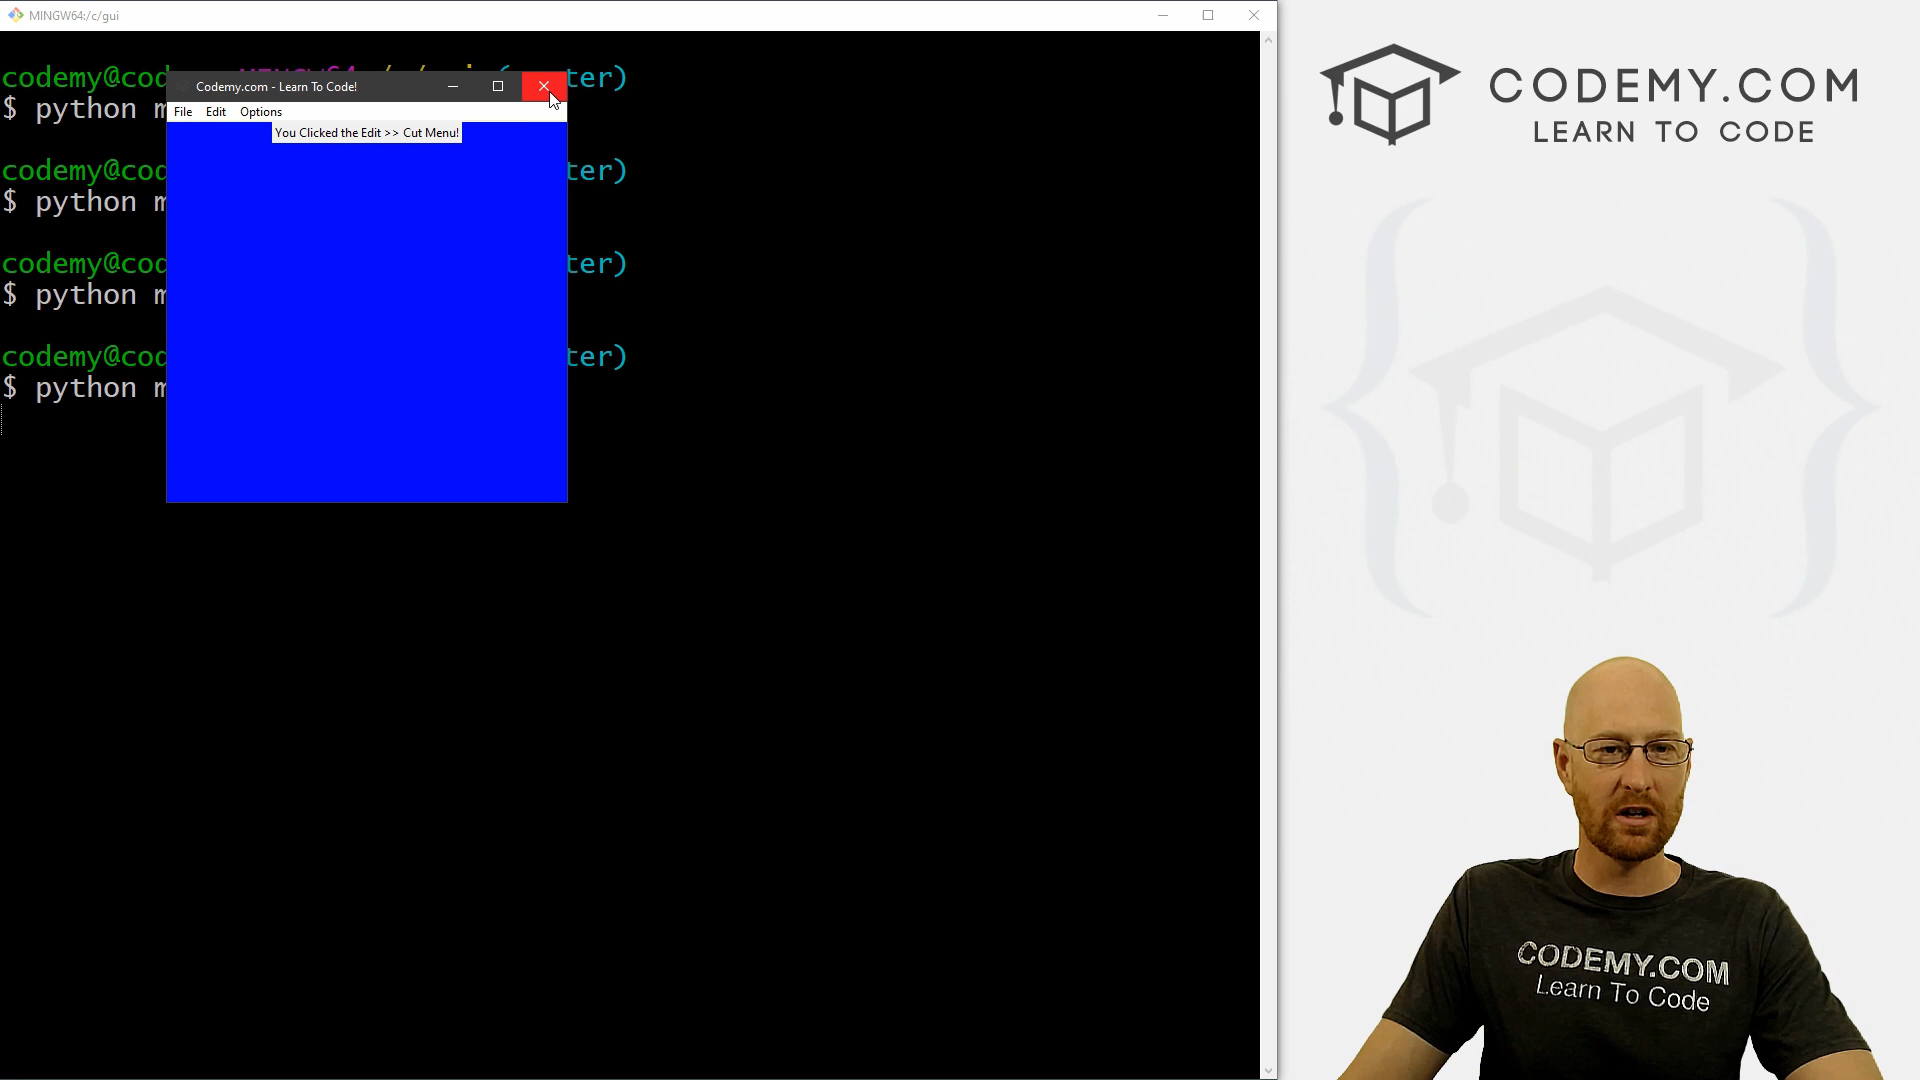 MINGW64:/c/gui
codemy@cod
ter)
$ python m
Codemy.com - Learn To Code!
File Edit Options
You Clicked the Edit >> Cut Menu!
codemy@cod
ter)
$ python m
codemy@cod
ter)
$ python m
codemy@cod
ter)
$ python m
CODEMY.COM
LEARN TO CODE
CODEMY.COM
Learn To Code